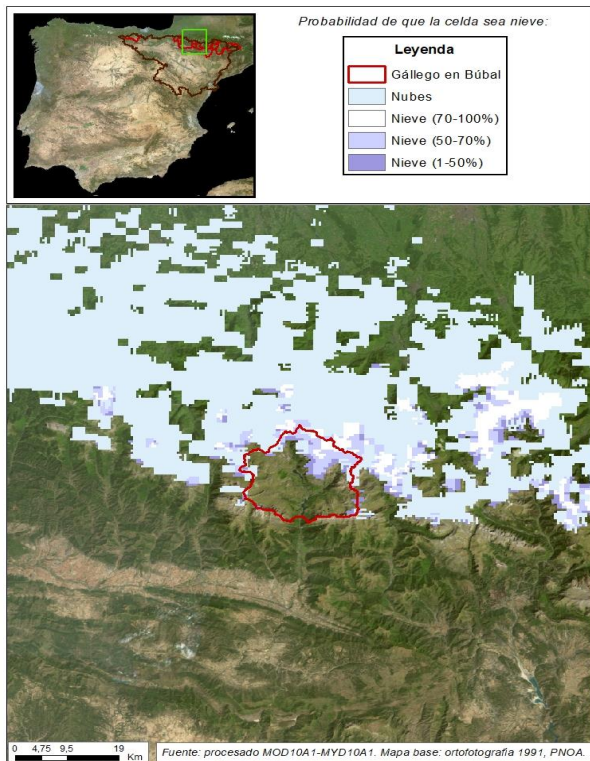 Probabilidad de que la celda sea nieve:
Leyenda
Gállego en Búbal
Nubes
Nieve (70-100%)
Nieve (50-70%)
Nieve (1-50%)
0 4,75 9,5 19
Km
Fuente: procesado MOD10A1-MYD10A1. Mapa base: ortofotografia 1991, PNOA.